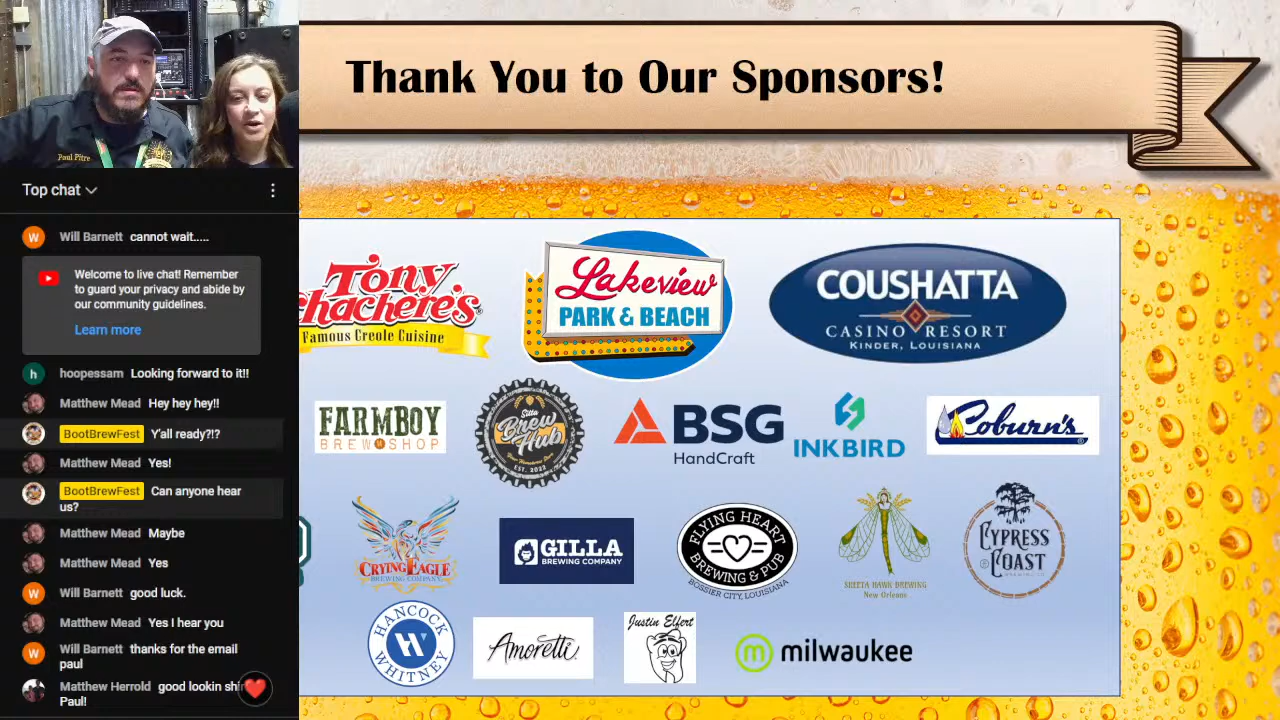 Paul Pitre
Thank You to Our Sponsors!
Top chat
Will Barnett cannot wait.....
Welcome to live chat! Remember
to guard your privacy and abide by
our community guidelines.
Learn more
hoopessam Looking forward to it!!
Matthew Mead Hey hey hey!!
BootBrewFest Y'all ready?!?
Matthew Mead Yes!
BootBrewFest Can anyone hear
us?
Matthew Mead Maybe
Matthew Mead Yes
Will Barnett good luck.
Matthew Mead Yes I hear you
Will Barnett thanks for the email
paul
Matthew Herrold good lookin
Paul!
Tony
Chachere's
Famous Creole Cuisine
Lakeview
PARK & BEACH
COUSHATTA
CASINO RESORT
KINDER, LOUISIANA
FARMBOY
BREW SHOP
Brew
Hub
EST. 2022
BSG
HandCraft
INKBIRD
Coburn's
CRYING EAGLE
BREWING COMPANY
GILLA
BREWING COMPANY
FLYING HEART
BREWING & PUB
BOSSIER CITY, LOUISIANA
SKEETA HAWK BREWING
New Orleans
CYPRESS
COAST
BREWING CO
HANCOCK
WHITNEY
Amoretti
Justin Elfert
m milwaukee